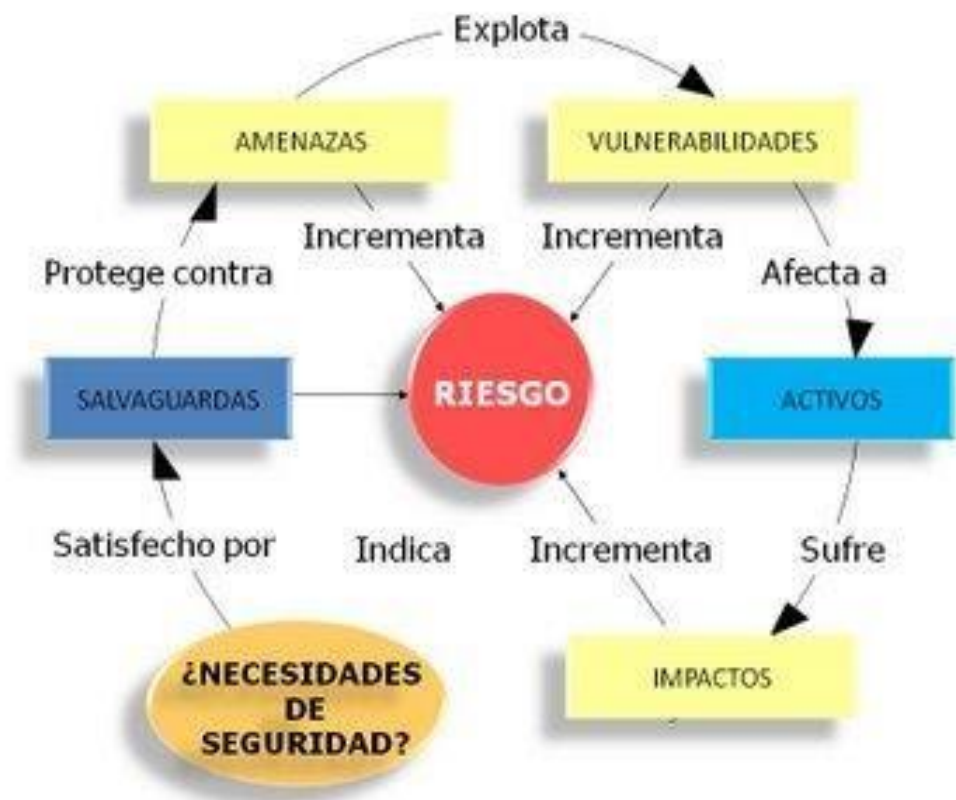 Explota
AMENAZAS
VULNERABILIDADES
Incrementa
Incrementa
Protege contra
Afecta a
SALVAGUARDAS
RIESGO
ACTIVOS
Satisfecho por
Indica
Incrementa
Sufre
¿NECESIDADES
DE
SEGURIDAD?
IMPACTOS